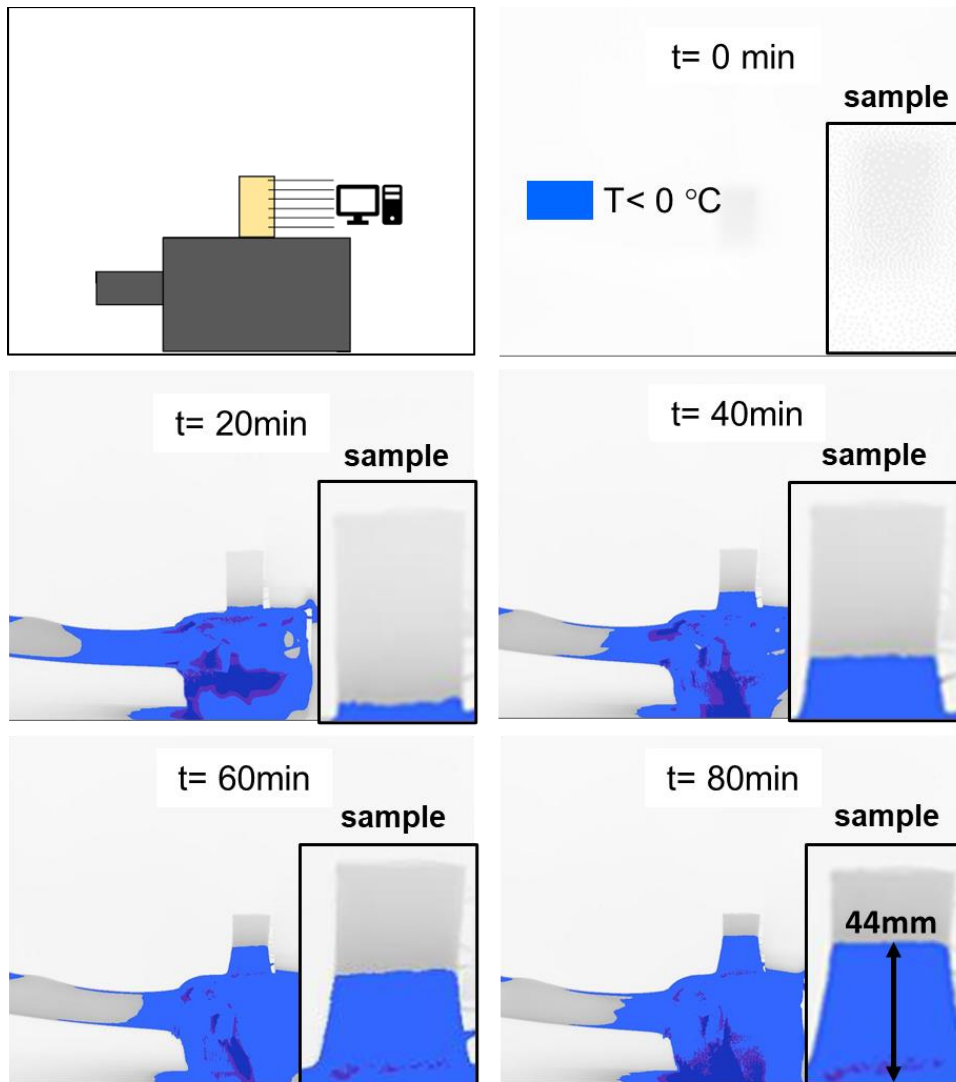 t= 0 min
sample
T< 0 °C
t= 20min
sample
t= 40min
sample
t= 60min
sample
t= 80min
sample
44mm